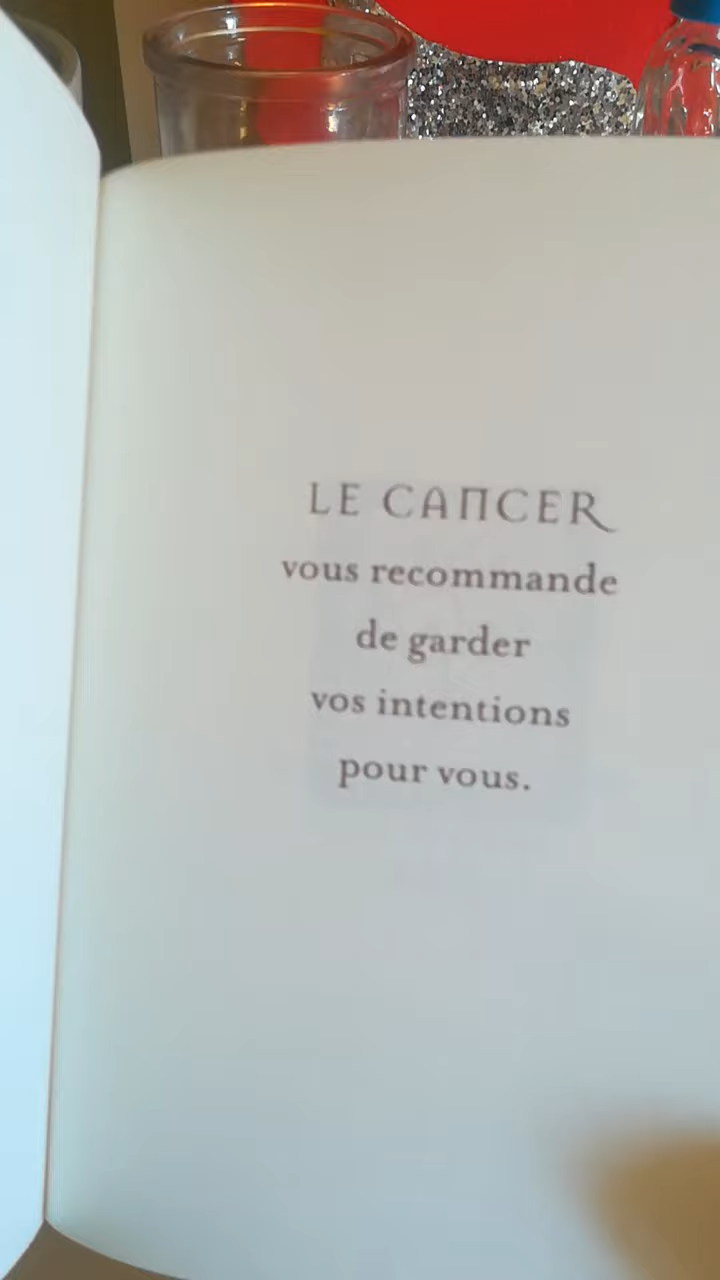 LE CANCER
vous recommande
de garder
vos intentions
pour vous.